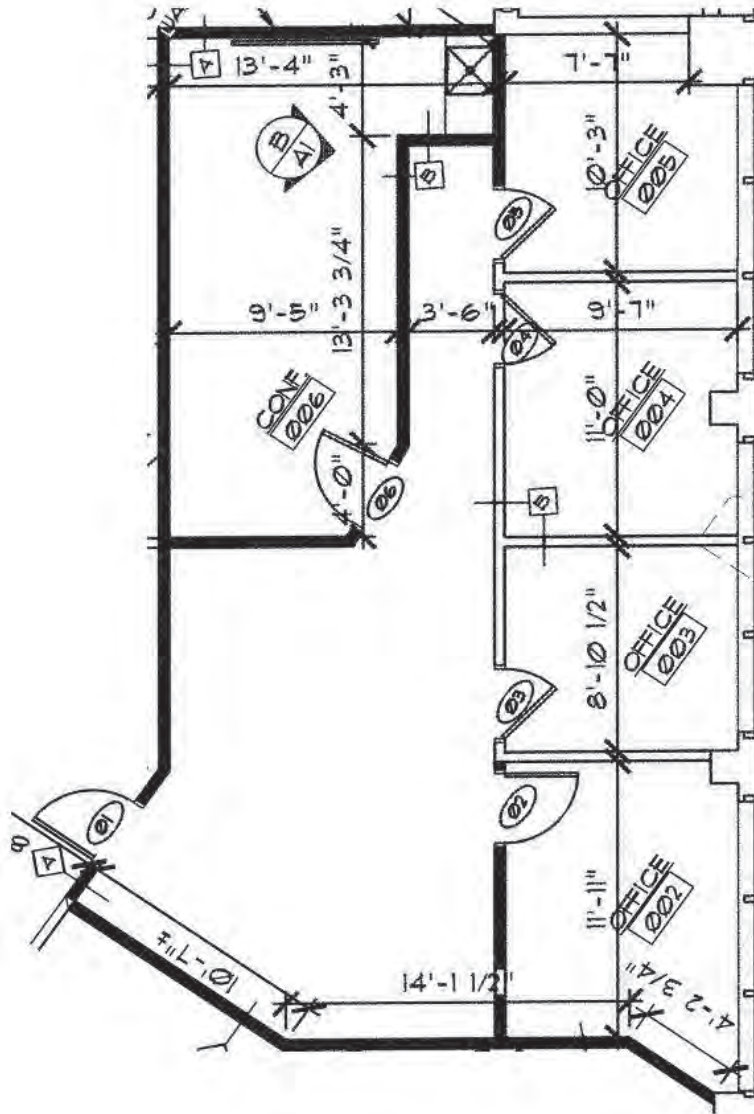 13'-4"
7'-7"
A
4'-3"
B
A1
10'-3"
OFFICE
005
B
05
13'-3 3/4"
9'-5"
3'-6"
9'-7"
04
CONF.
006
11'-0"
OFFICE
004
1'-0"
06
B
8'-10 1/2"
OFFICE
003
03
01
02
A
11'-11"
OFFICE
002
10'-7"±
14'-1 1/2"
4'-2 3/4"